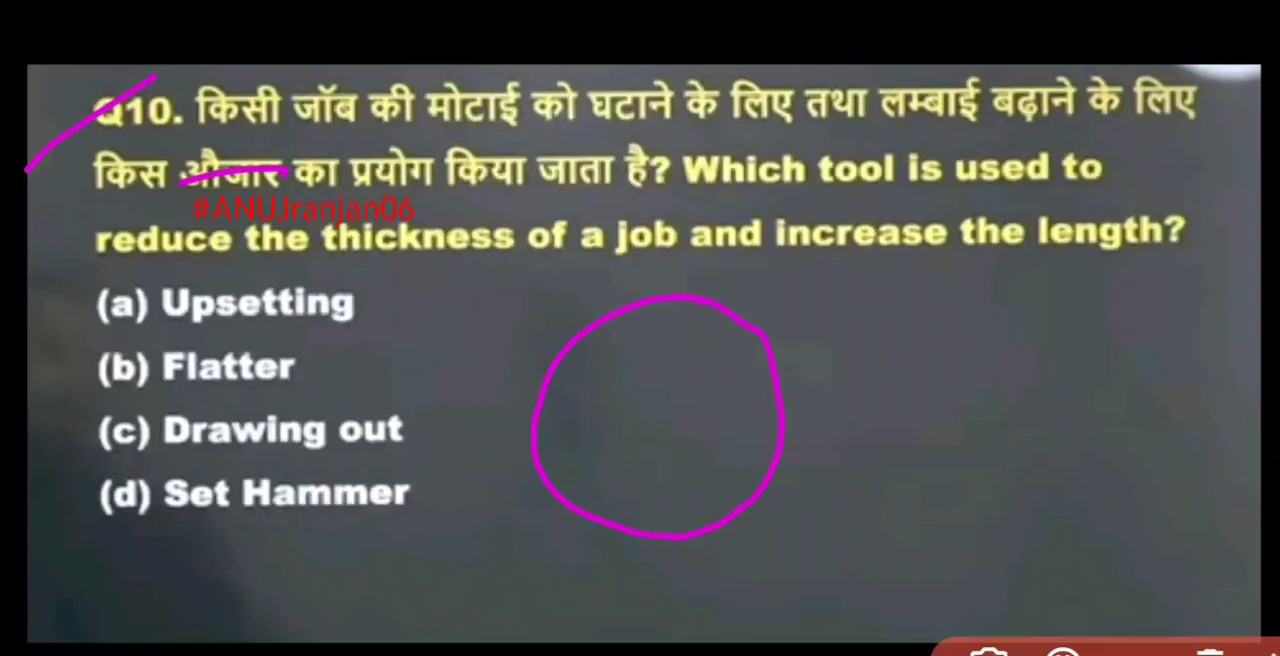 Q10. किसी जॉब की मोटाई को घटाने के लिए तथा लम्बाई बढ़ाने के लिए
किस औजार का प्रयोग किया जाता है? Which tool is used to
#ANUJranjan06
reduce the thickness of a job and increase the length?
(a) Upsetting
(b) Flatter
(c) Drawing out
(d) Set Hammer